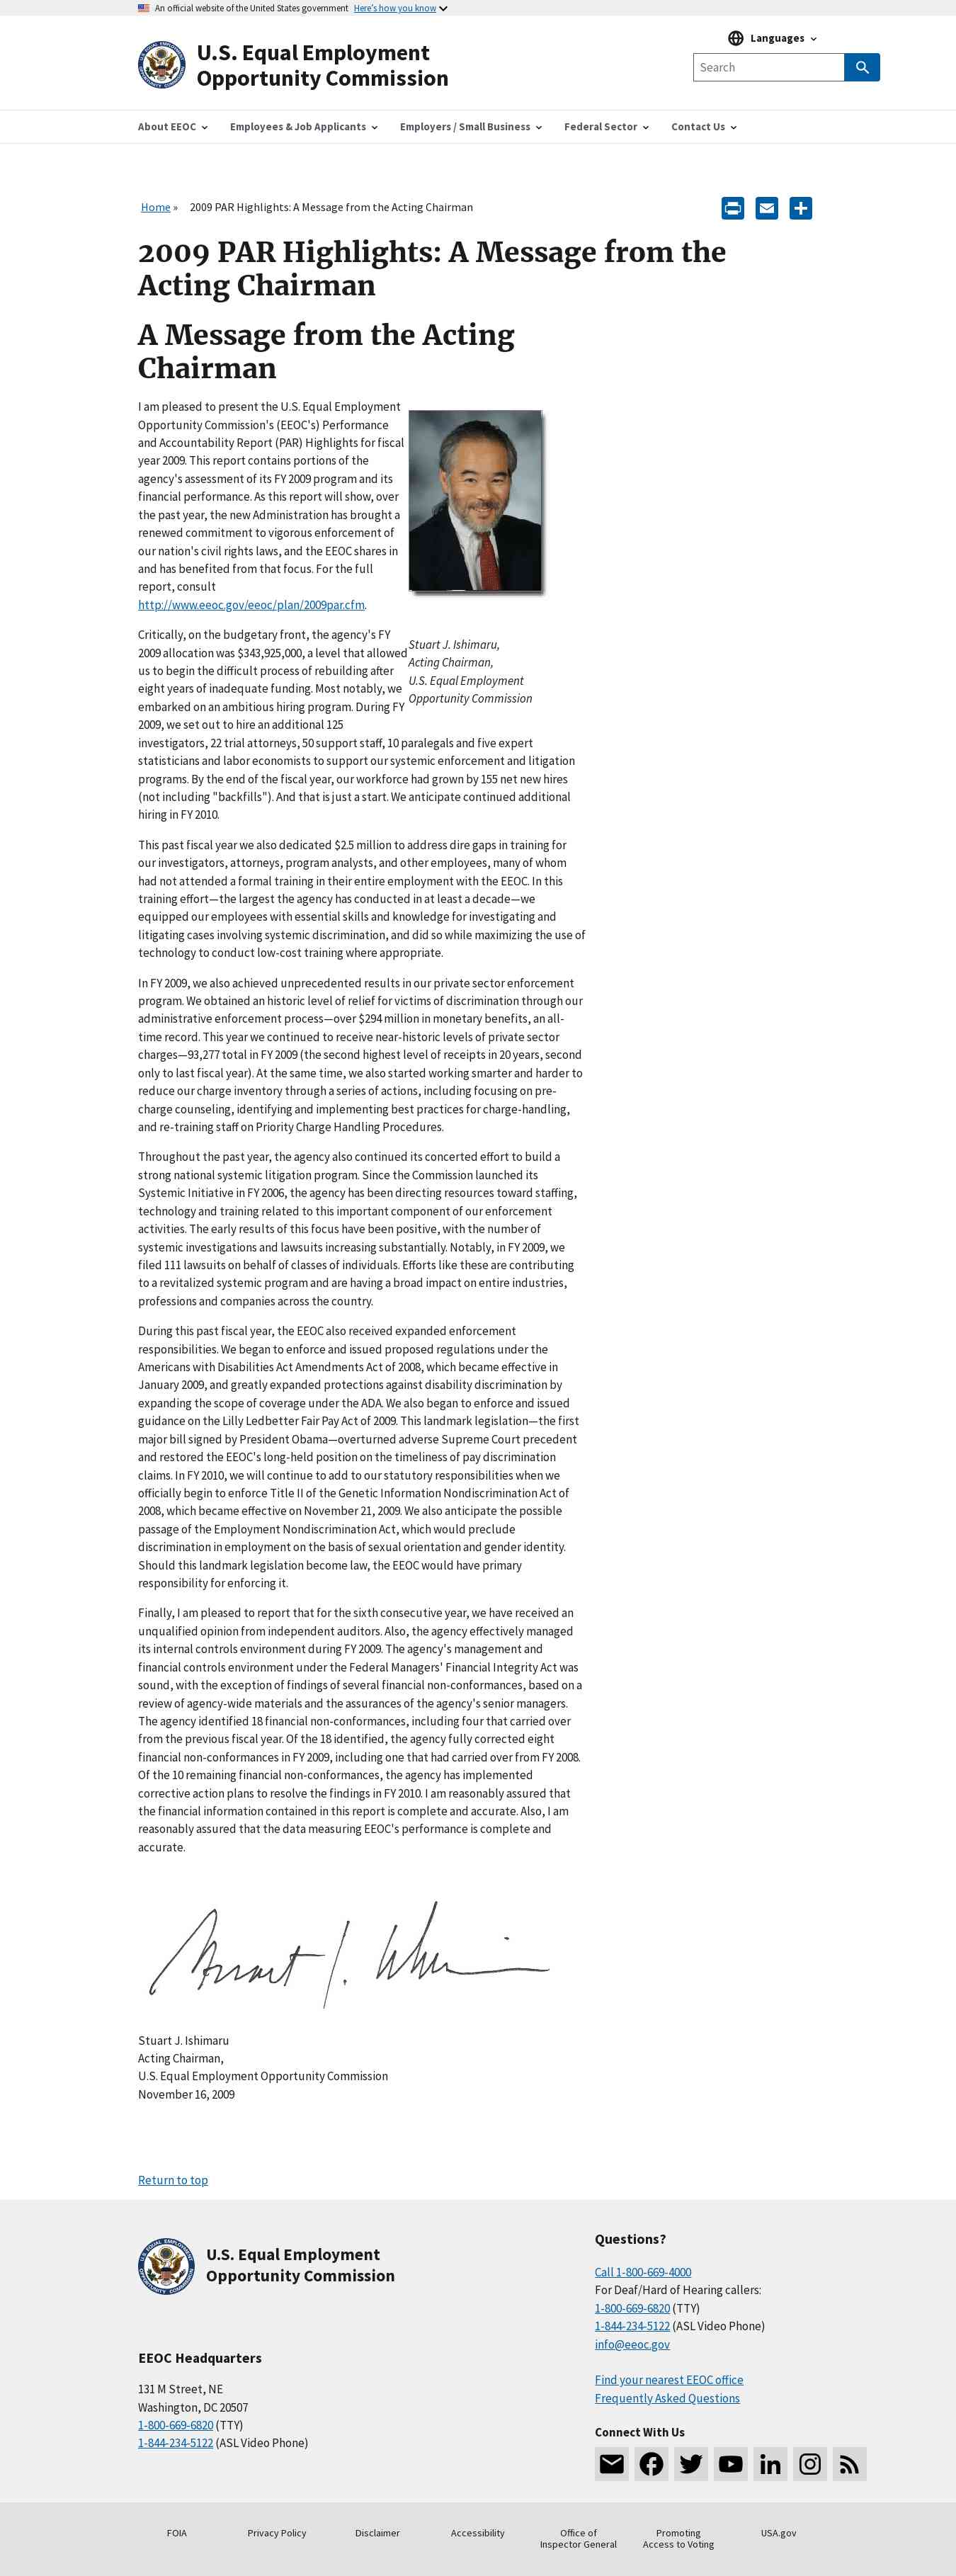 An official website of the United States government Here's how you know
U.S. Equal Employment
Opportunity Commission
Languages
Search
About EEOC
Employees & Job Applicants
Employers / Small Business
Federal Sector
Contact Us
Home » 2009 PAR Highlights: A Message from the Acting Chairman
2009 PAR Highlights: A Message from the
Acting Chairman
A Message from the Acting
Chairman
I am pleased to present the U.S. Equal Employment
Opportunity Commission's (EEOC's) Performance
and Accountability Report (PAR) Highlights for fiscal
year 2009. This report contains portions of the
agency's assessment of its FY 2009 program and its
financial performance. As this report will show, over
the past year, the new Administration has brought a
renewed commitment to vigorous enforcement of
our nation's civil rights laws, and the EEOC shares in
and has benefited from that focus. For the full
report, consult
http://www.eeoc.gov/eeoc/plan/2009par.cfm.
Stuart J. Ishimaru,
Acting Chairman,
U.S. Equal Employment
Opportunity Commission
Critically, on the budgetary front, the agency's FY
2009 allocation was $343,925,000, a level that allowed
us to begin the difficult process of rebuilding after
eight years of inadequate funding. Most notably, we
embarked on an ambitious hiring program. During FY
2009, we set out to hire an additional 125
investigators, 22 trial attorneys, 50 support staff, 10 paralegals and five expert
statisticians and labor economists to support our systemic enforcement and litigation
programs. By the end of the fiscal year, our workforce had grown by 155 net new hires
(not including "backfills"). And that is just a start. We anticipate continued additional
hiring in FY 2010.
This past fiscal year we also dedicated $2.5 million to address dire gaps in training for
our investigators, attorneys, program analysts, and other employees, many of whom
had not attended a formal training in their entire employment with the EEOC. In this
training effort—the largest the agency has conducted in at least a decade—we
equipped our employees with essential skills and knowledge for investigating and
litigating cases involving systemic discrimination, and did so while maximizing the use of
technology to conduct low-cost training where appropriate.
In FY 2009, we also achieved unprecedented results in our private sector enforcement
program. We obtained an historic level of relief for victims of discrimination through our
administrative enforcement process—over $294 million in monetary benefits, an all-
time record. This year we continued to receive near-historic levels of private sector
charges—93,277 total in FY 2009 (the second highest level of receipts in 20 years, second
only to last fiscal year). At the same time, we also started working smarter and harder to
reduce our charge inventory through a series of actions, including focusing on pre-
charge counseling, identifying and implementing best practices for charge-handling,
and re-training staff on Priority Charge Handling Procedures.
Throughout the past year, the agency also continued its concerted effort to build a
strong national systemic litigation program. Since the Commission launched its
Systemic Initiative in FY 2006, the agency has been directing resources toward staffing,
technology and training related to this important component of our enforcement
activities. The early results of this focus have been positive, with the number of
systemic investigations and lawsuits increasing substantially. Notably, in FY 2009, we
filed 111 lawsuits on behalf of classes of individuals. Efforts like these are contributing
to a revitalized systemic program and are having a broad impact on entire industries,
professions and companies across the country.
During this past fiscal year, the EEOC also received expanded enforcement
responsibilities. We began to enforce and issued proposed regulations under the
Americans with Disabilities Act Amendments Act of 2008, which became effective in
January 2009, and greatly expanded protections against disability discrimination by
expanding the scope of coverage under the ADA. We also began to enforce and issued
guidance on the Lilly Ledbetter Fair Pay Act of 2009. This landmark legislation—the first
major bill signed by President Obama—overturned adverse Supreme Court precedent
and restored the EEOC's long-held position on the timeliness of pay discrimination
claims. In FY 2010, we will continue to add to our statutory responsibilities when we
officially begin to enforce Title II of the Genetic Information Nondiscrimination Act of
2008, which became effective on November 21, 2009. We also anticipate the possible
passage of the Employment Nondiscrimination Act, which would preclude
discrimination in employment on the basis of sexual orientation and gender identity.
Should this landmark legislation become law, the EEOC would have primary
responsibility for enforcing it.
Finally, I am pleased to report that for the sixth consecutive year, we have received an
unqualified opinion from independent auditors. Also, the agency effectively managed
its internal controls environment during FY 2009. The agency's management and
financial controls environment under the Federal Managers' Financial Integrity Act was
sound, with the exception of findings of several financial non-conformances, based on a
review of agency-wide materials and the assurances of the agency's senior managers.
The agency identified 18 financial non-conformances, including four that carried over
from the previous fiscal year. Of the 18 identified, the agency fully corrected eight
financial non-conformances in FY 2009, including one that had carried over from FY 2008.
Of the 10 remaining financial non-conformances, the agency has implemented
corrective action plans to resolve the findings in FY 2010. I am reasonably assured that
the financial information contained in this report is complete and accurate. Also, I am
reasonably assured that the data measuring EEOC's performance is complete and
accurate.
Stuart J. Ishimaru
Acting Chairman,
U.S. Equal Employment Opportunity Commission
November 16, 2009
Return to top
U.S. Equal Employment
Opportunity Commission
EEOC Headquarters
131 M Street, NE
Washington, DC 20507
1-800-669-6820 (TTY)
1-844-234-5122 (ASL Video Phone)
Questions?
Call 1-800-669-4000
For Deaf/Hard of Hearing callers:
1-800-669-6820 (TTY)
1-844-234-5122 (ASL Video Phone)
info@eeoc.gov
Find your nearest EEOC office
Frequently Asked Questions
Connect With Us
FOIA
Privacy Policy
Disclaimer
Accessibility
Office of
Inspector General
Promoting
Access to Voting
USA.gov